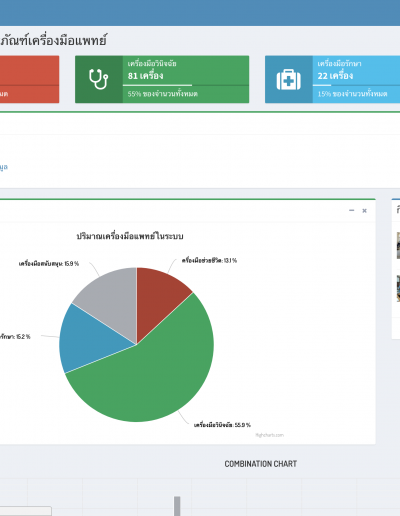 ภัณฑ์เครื่องมือแพทย์
เครื่องมือวินิจฉัย
81 เครื่อง
55% ของจำนวนทั้งหมด
เครื่องมือรักษา
22 เครื่อง
15% ของจำนวนทั้งหมด
หมด
มูล
ปริมาณเครื่องมือแพทย์ในระบบ
เครื่องมือสนับสนุน: 15.9 %
ครื่องมือช่วยชีวิต: 13.1 %
รักษา: 15.2 %
เครื่องมือวินิจฉัย: 55.9 %
Highcharts.com
COMBINATION CHART